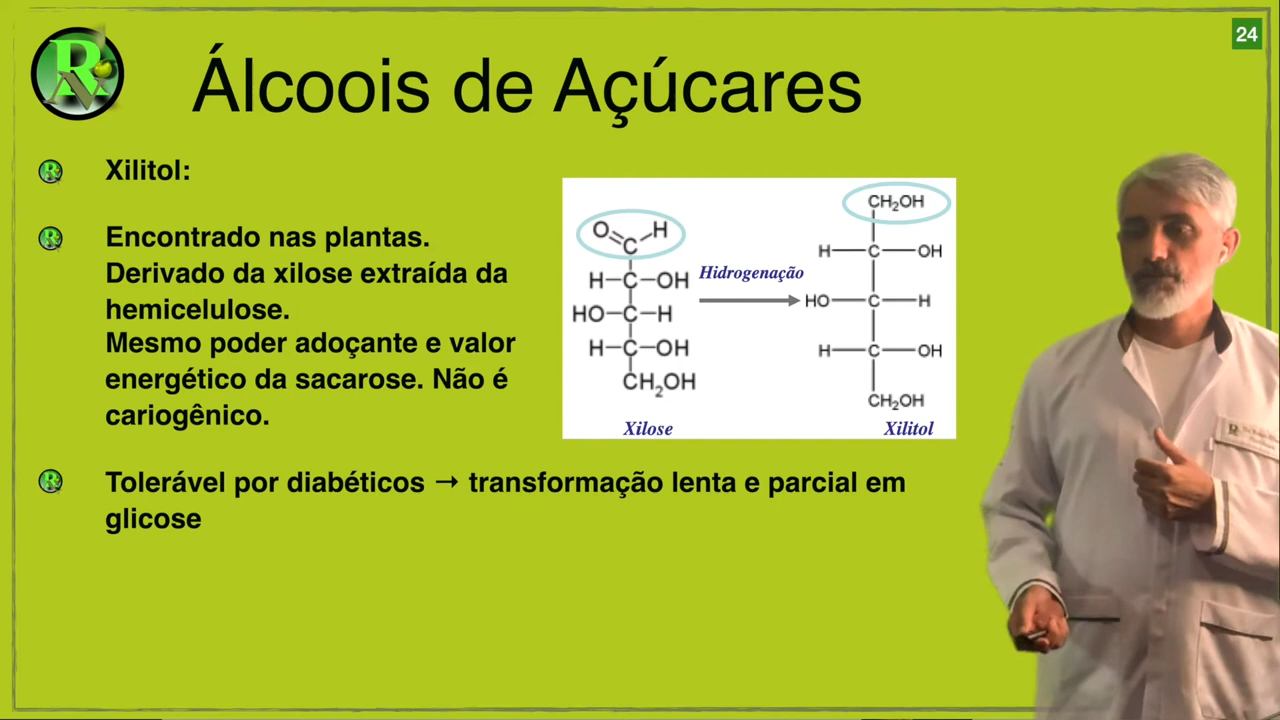 24
Álcoois de Açúcares
Xilitol:
Encontrado nas plantas.
Derivado da xilose extraída da
hemicelulose.
Mesmo poder adoçante e valor
energético da sacarose. Não é
cariogênico.
O
H
C
H C OH
HO C H
H C OH
CH₂OH
Xilose
Hidrogenação
CH₂OH
H C OH
HO C H
H C OH
CH₂OH
Xilitol
Tolerável por diabéticos → transformação lenta e parcial em
glicose